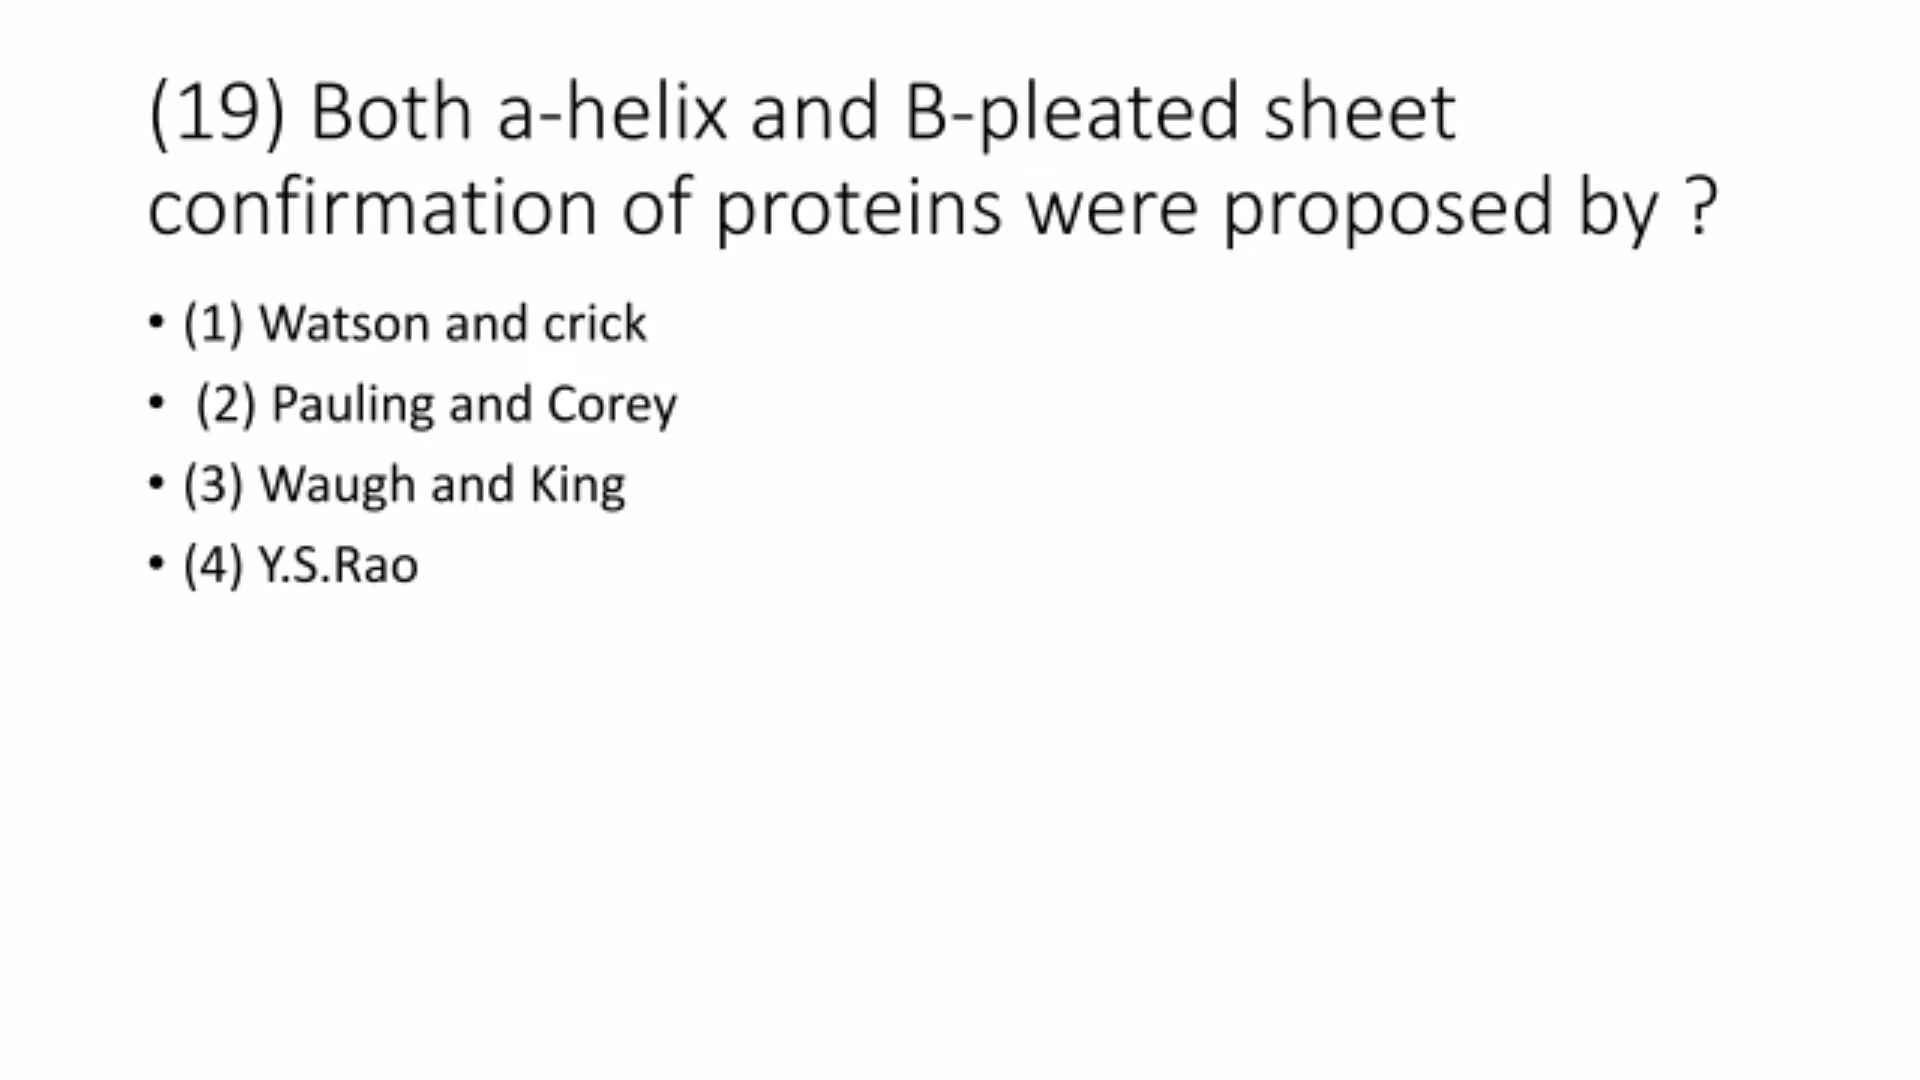 (19) Both a-helix and B-pleated sheet
confirmation of proteins were proposed by ?
• (1) Watson and crick
• (2) Pauling and Corey
• (3) Waugh and King
• (4) Y.S.Rao